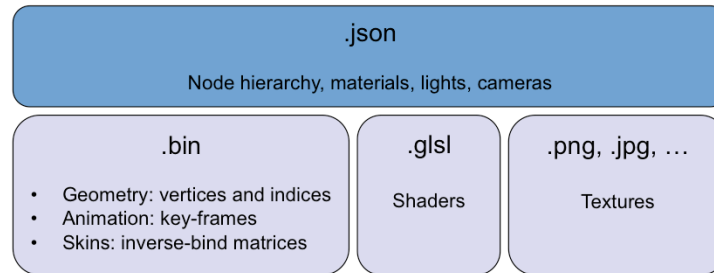 .json
Node hierarchy, materials, lights, cameras
.bin
• Geometry: vertices and indices
• Animation: key-frames
• Skins: inverse-bind matrices
.glsl
Shaders
.png, .jpg, …
Textures